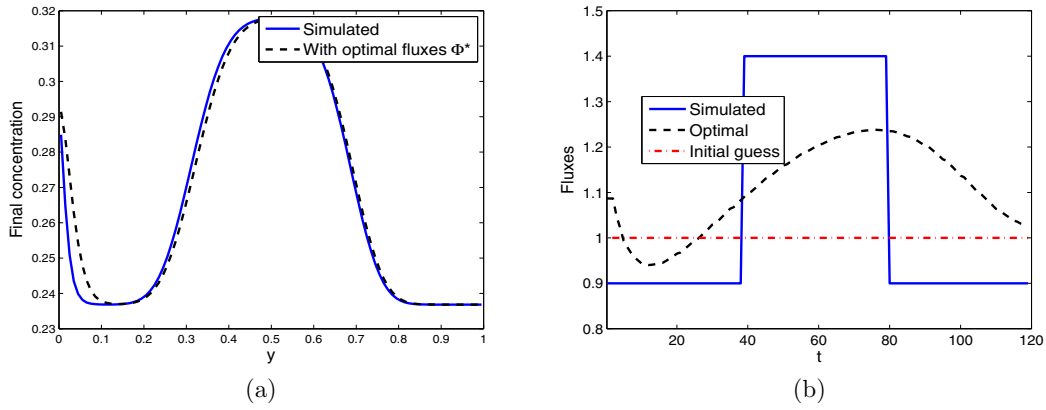 0.32
0.31
0.3
0.29
0.28
0.27
0.26
0.25
0.24
0.23
Final concentration
0 0.1 0.2 0.3 0.4 0.5 0.6 0.7 0.8 0.9 1
y
Simulated
With optimal fluxes Φ*
(a)
1.5
1.4
1.3
1.2
1.1
1
0.9
0.8
Fluxes
20 40 60 80 100 120
t
Simulated
Optimal
Initial guess
(b)